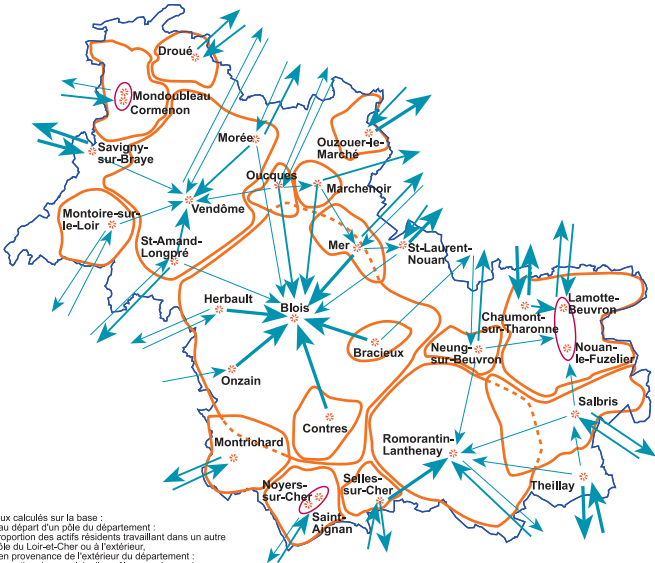 Droué
Mondoubleau
Cormenon
Savigny-
sur-Braye
Morée
Ouzouer-le-
Marché
Oucques
Marchenoir
Vendôme
Montoire-sur-
le-Loir
St-Amand-
Longpré
Mer
St-Laurent-
Nouan
Herbault
Blois
Chaumont-
sur-Tharonne
Lamotte-
Beuvron
Bracieux
Neung-
sur-Beuvron
Nouan-
le-Fuzelier
Onzain
Salbris
Contres
Montrichard
Romorantin-
Lanthenay
Noyers-
sur-Cher
Selles-
sur-Cher
Theillay
Saint-
Aignan
ux calculés sur la base :
au départ d'un pôle du département :
roportion des actifs résidents travaillant dans un autre
ôle du Loir-et-Cher ou à l'extérieur,
en provenance de l'extérieur du département :